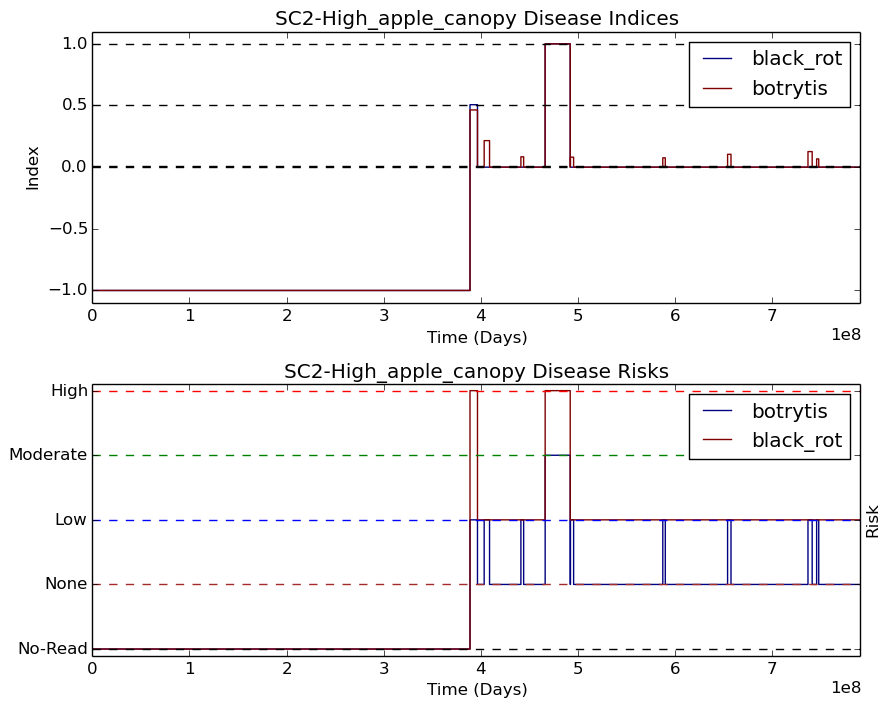 SC2-High_apple_canopy Disease Indices
1.0
0.5
0.0
−0.5
−1.0
Index
black_rot
botrytis
0 1 2 3 4 5 6 7
1e8
Time (Days)
SC2-High_apple_canopy Disease Risks
High
Moderate
Low
None
No-Read
botrytis
black_rot
Risk
0 1 2 3 4 5 6 7
1e8
Time (Days)